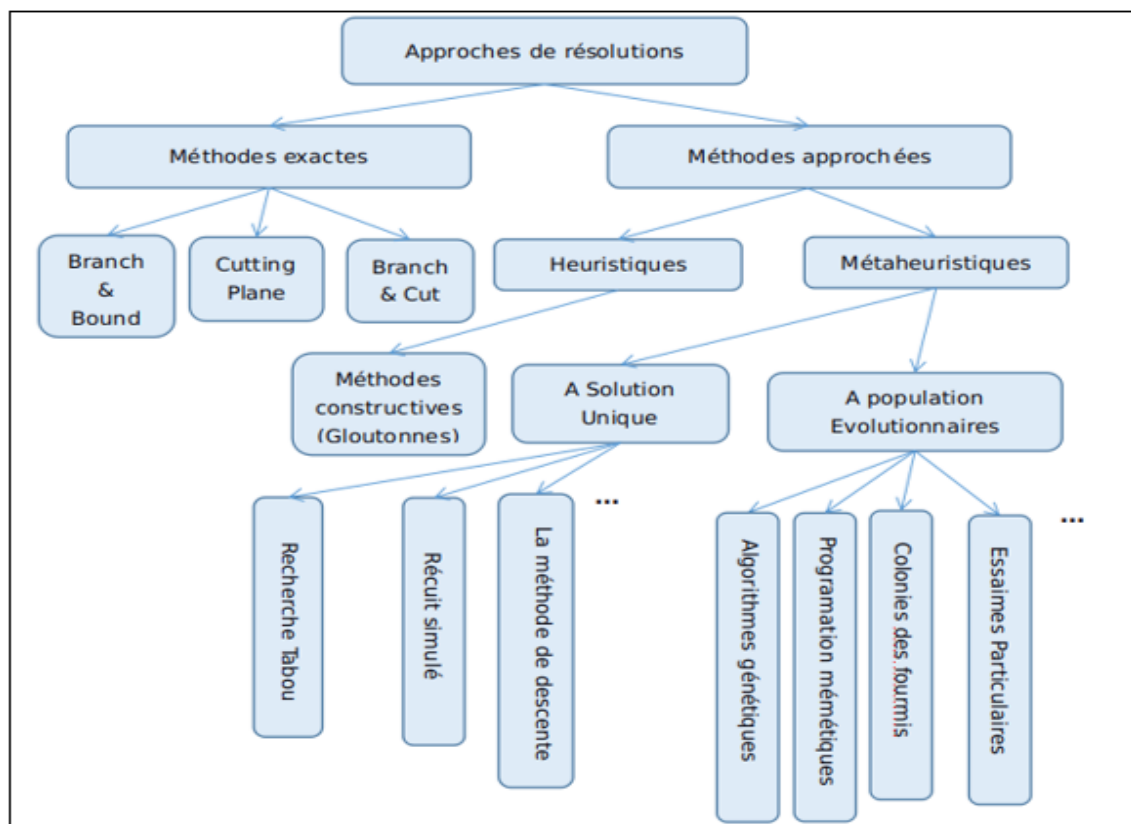 Approches de résolutions
Méthodes exactes
Méthodes approchées
Branch
&
Bound
Cutting
Plane
Branch
& Cut
Heuristiques
Métaheuristiques
Méthodes
constructives
(Gloutonnes)
A Solution
Unique
A population
Evolutionnaires
Recherche Tabou
Récuit simulé
La méthode de descente
...
Algorithmes génétiques
Programation mémétiques
Colonies des fourmis
Essaimes Particulaires
...